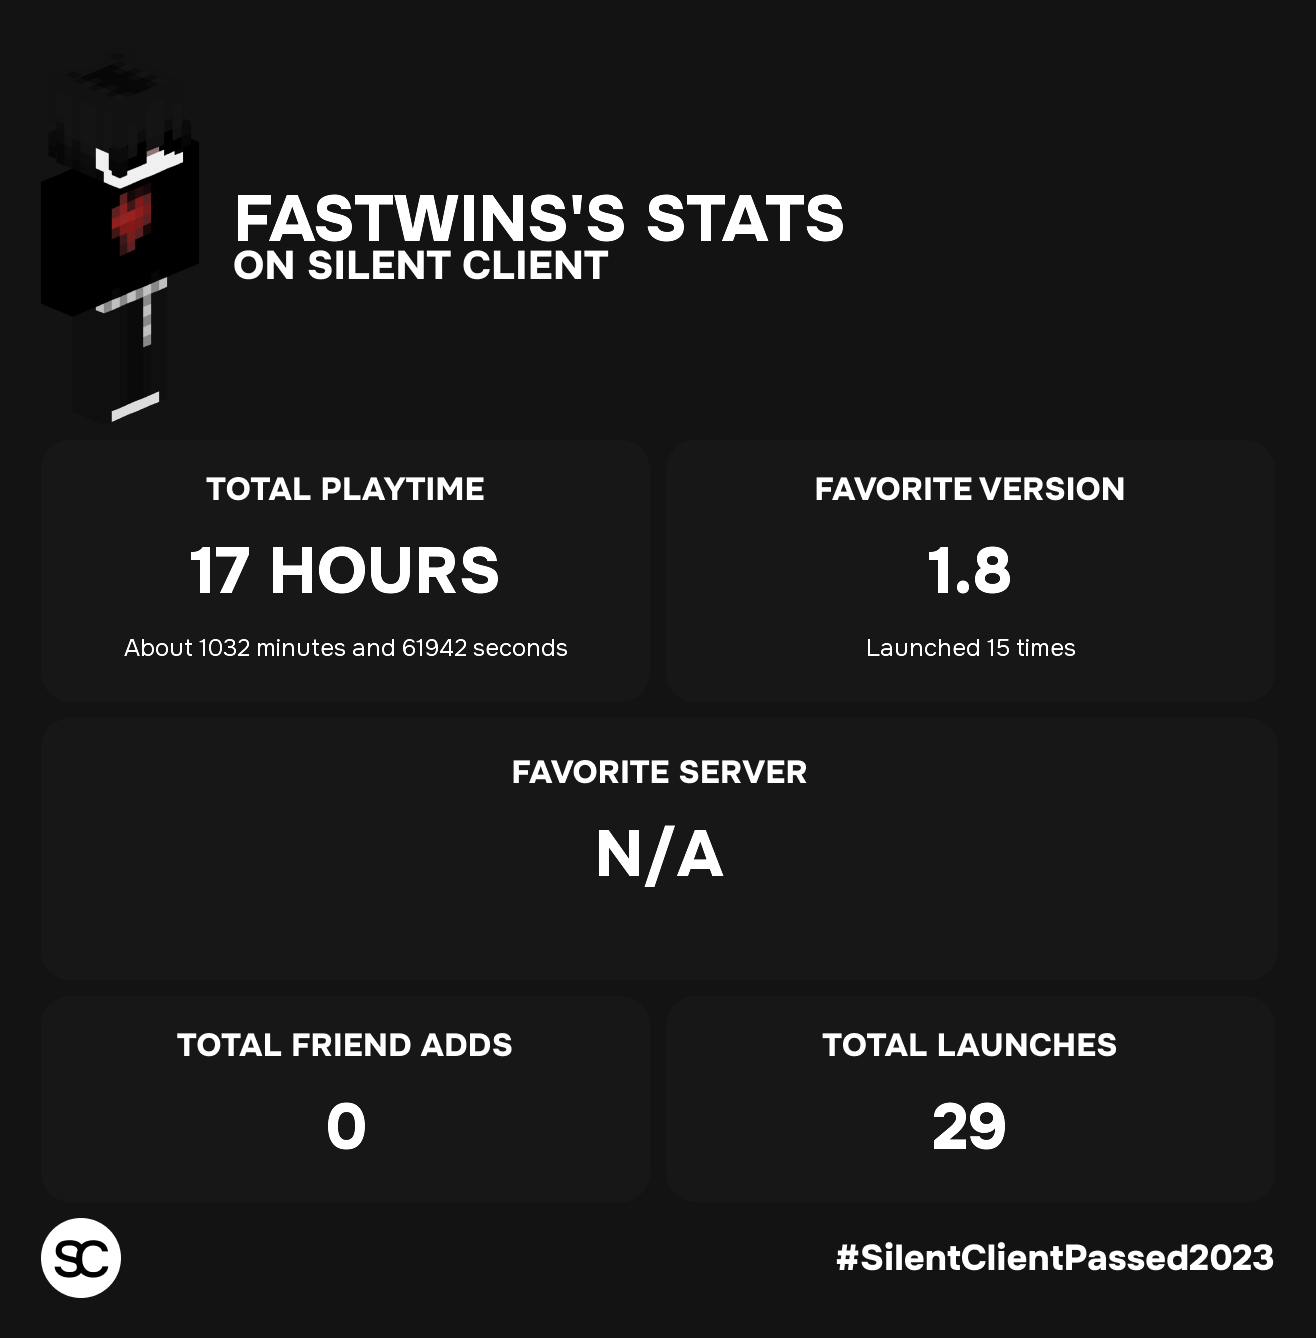 FASTWINS'S STATS
ON SILENT CLIENT
TOTAL PLAYTIME
17 HOURS
About 1032 minutes and 61942 seconds
FAVORITE VERSION
1.8
Launched 15 times
FAVORITE SERVER
N/A
TOTAL FRIEND ADDS
0
TOTAL LAUNCHES
29
SC
#SilentClientPassed2023